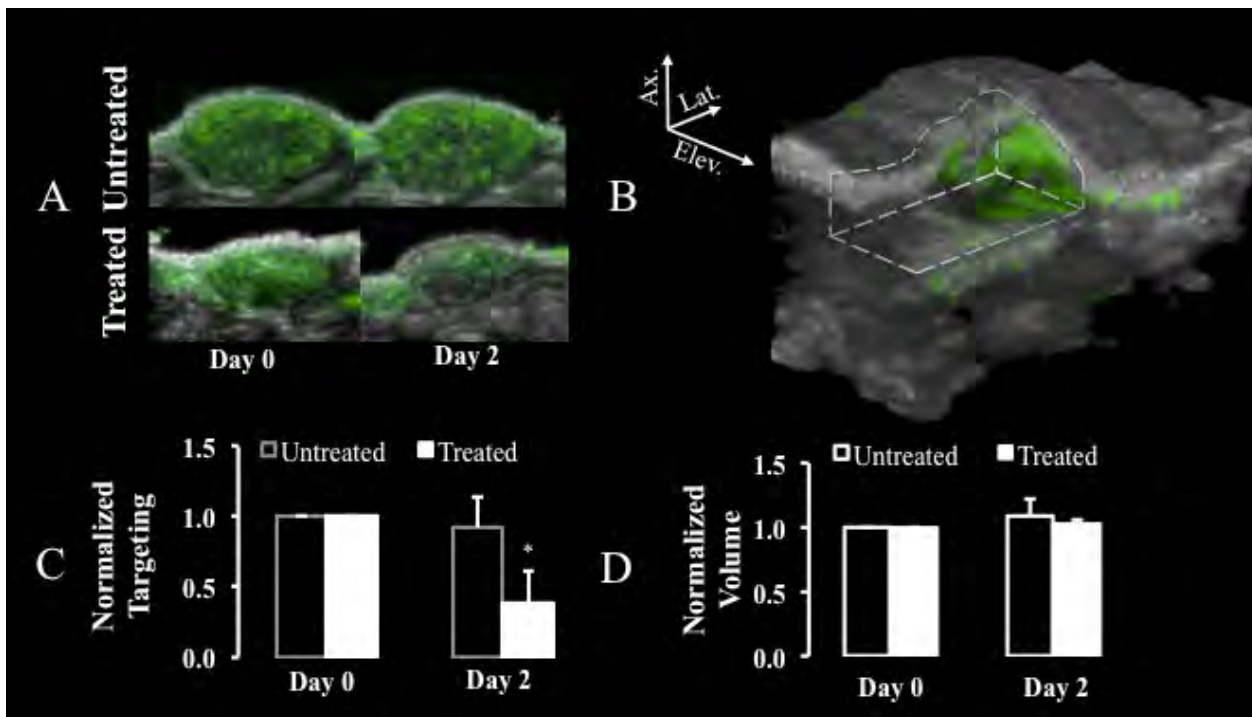 A
Untreated
Treated
Day 0
Day 2
B
Ax.
Lat.
Elev.
C
Normalized
Targeting
1.5
1.0
0.5
0.0
Untreated
Treated
*
Day 0
Day 2
D
Normalized
Volume
1.5
1.0
0.5
0.0
Untreated
Treated
Day 0
Day 2